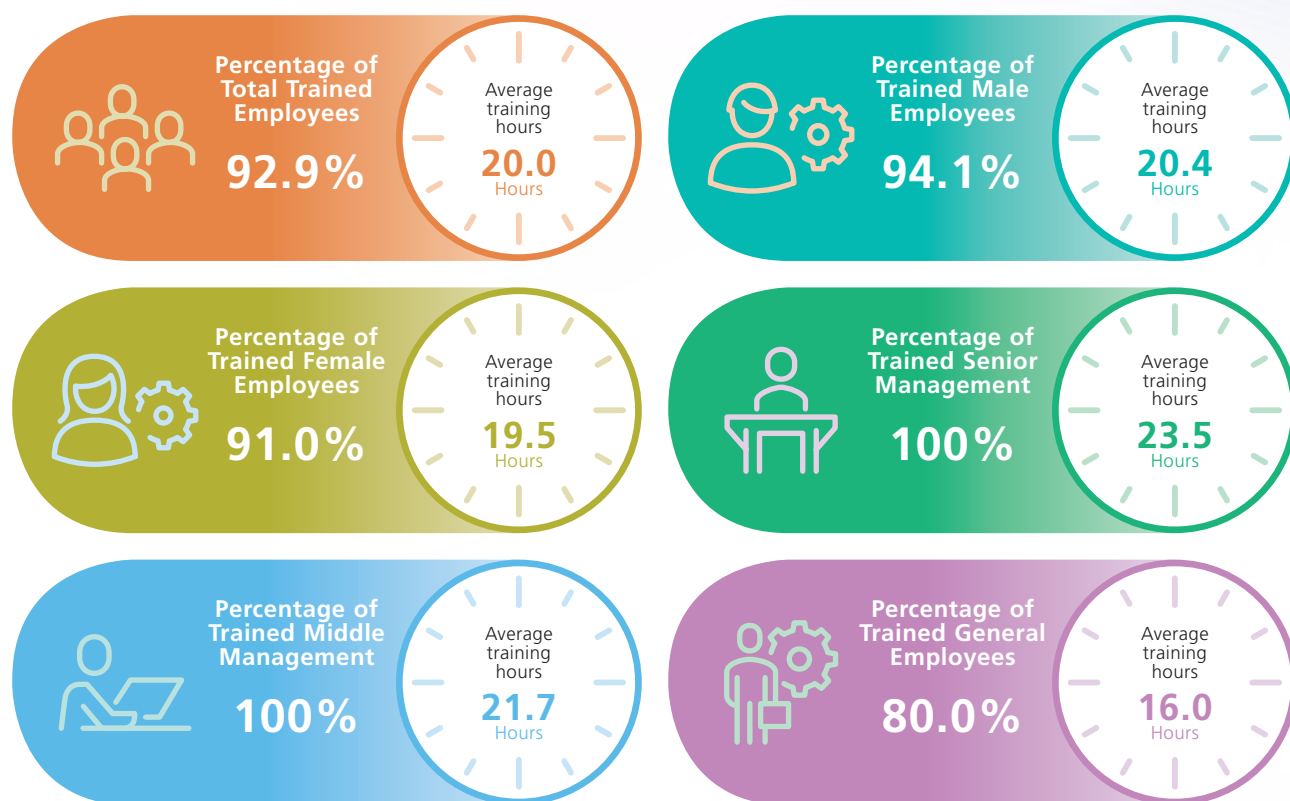 Percentage of
Total Trained
Employees
92.9%
Average
training
hours
20.0
Hours
Percentage of
Trained Male
Employees
94.1%
Average
training
hours
20.4
Hours
Percentage of
Trained Female
Employees
91.0%
Average
training
hours
19.5
Hours
Percentage of
Trained Senior
Management
100%
Average
training
hours
23.5
Hours
Percentage of
Trained Middle
Management
100%
Average
training
hours
21.7
Hours
Percentage of
Trained General
Employees
80.0%
Average
training
hours
16.0
Hours